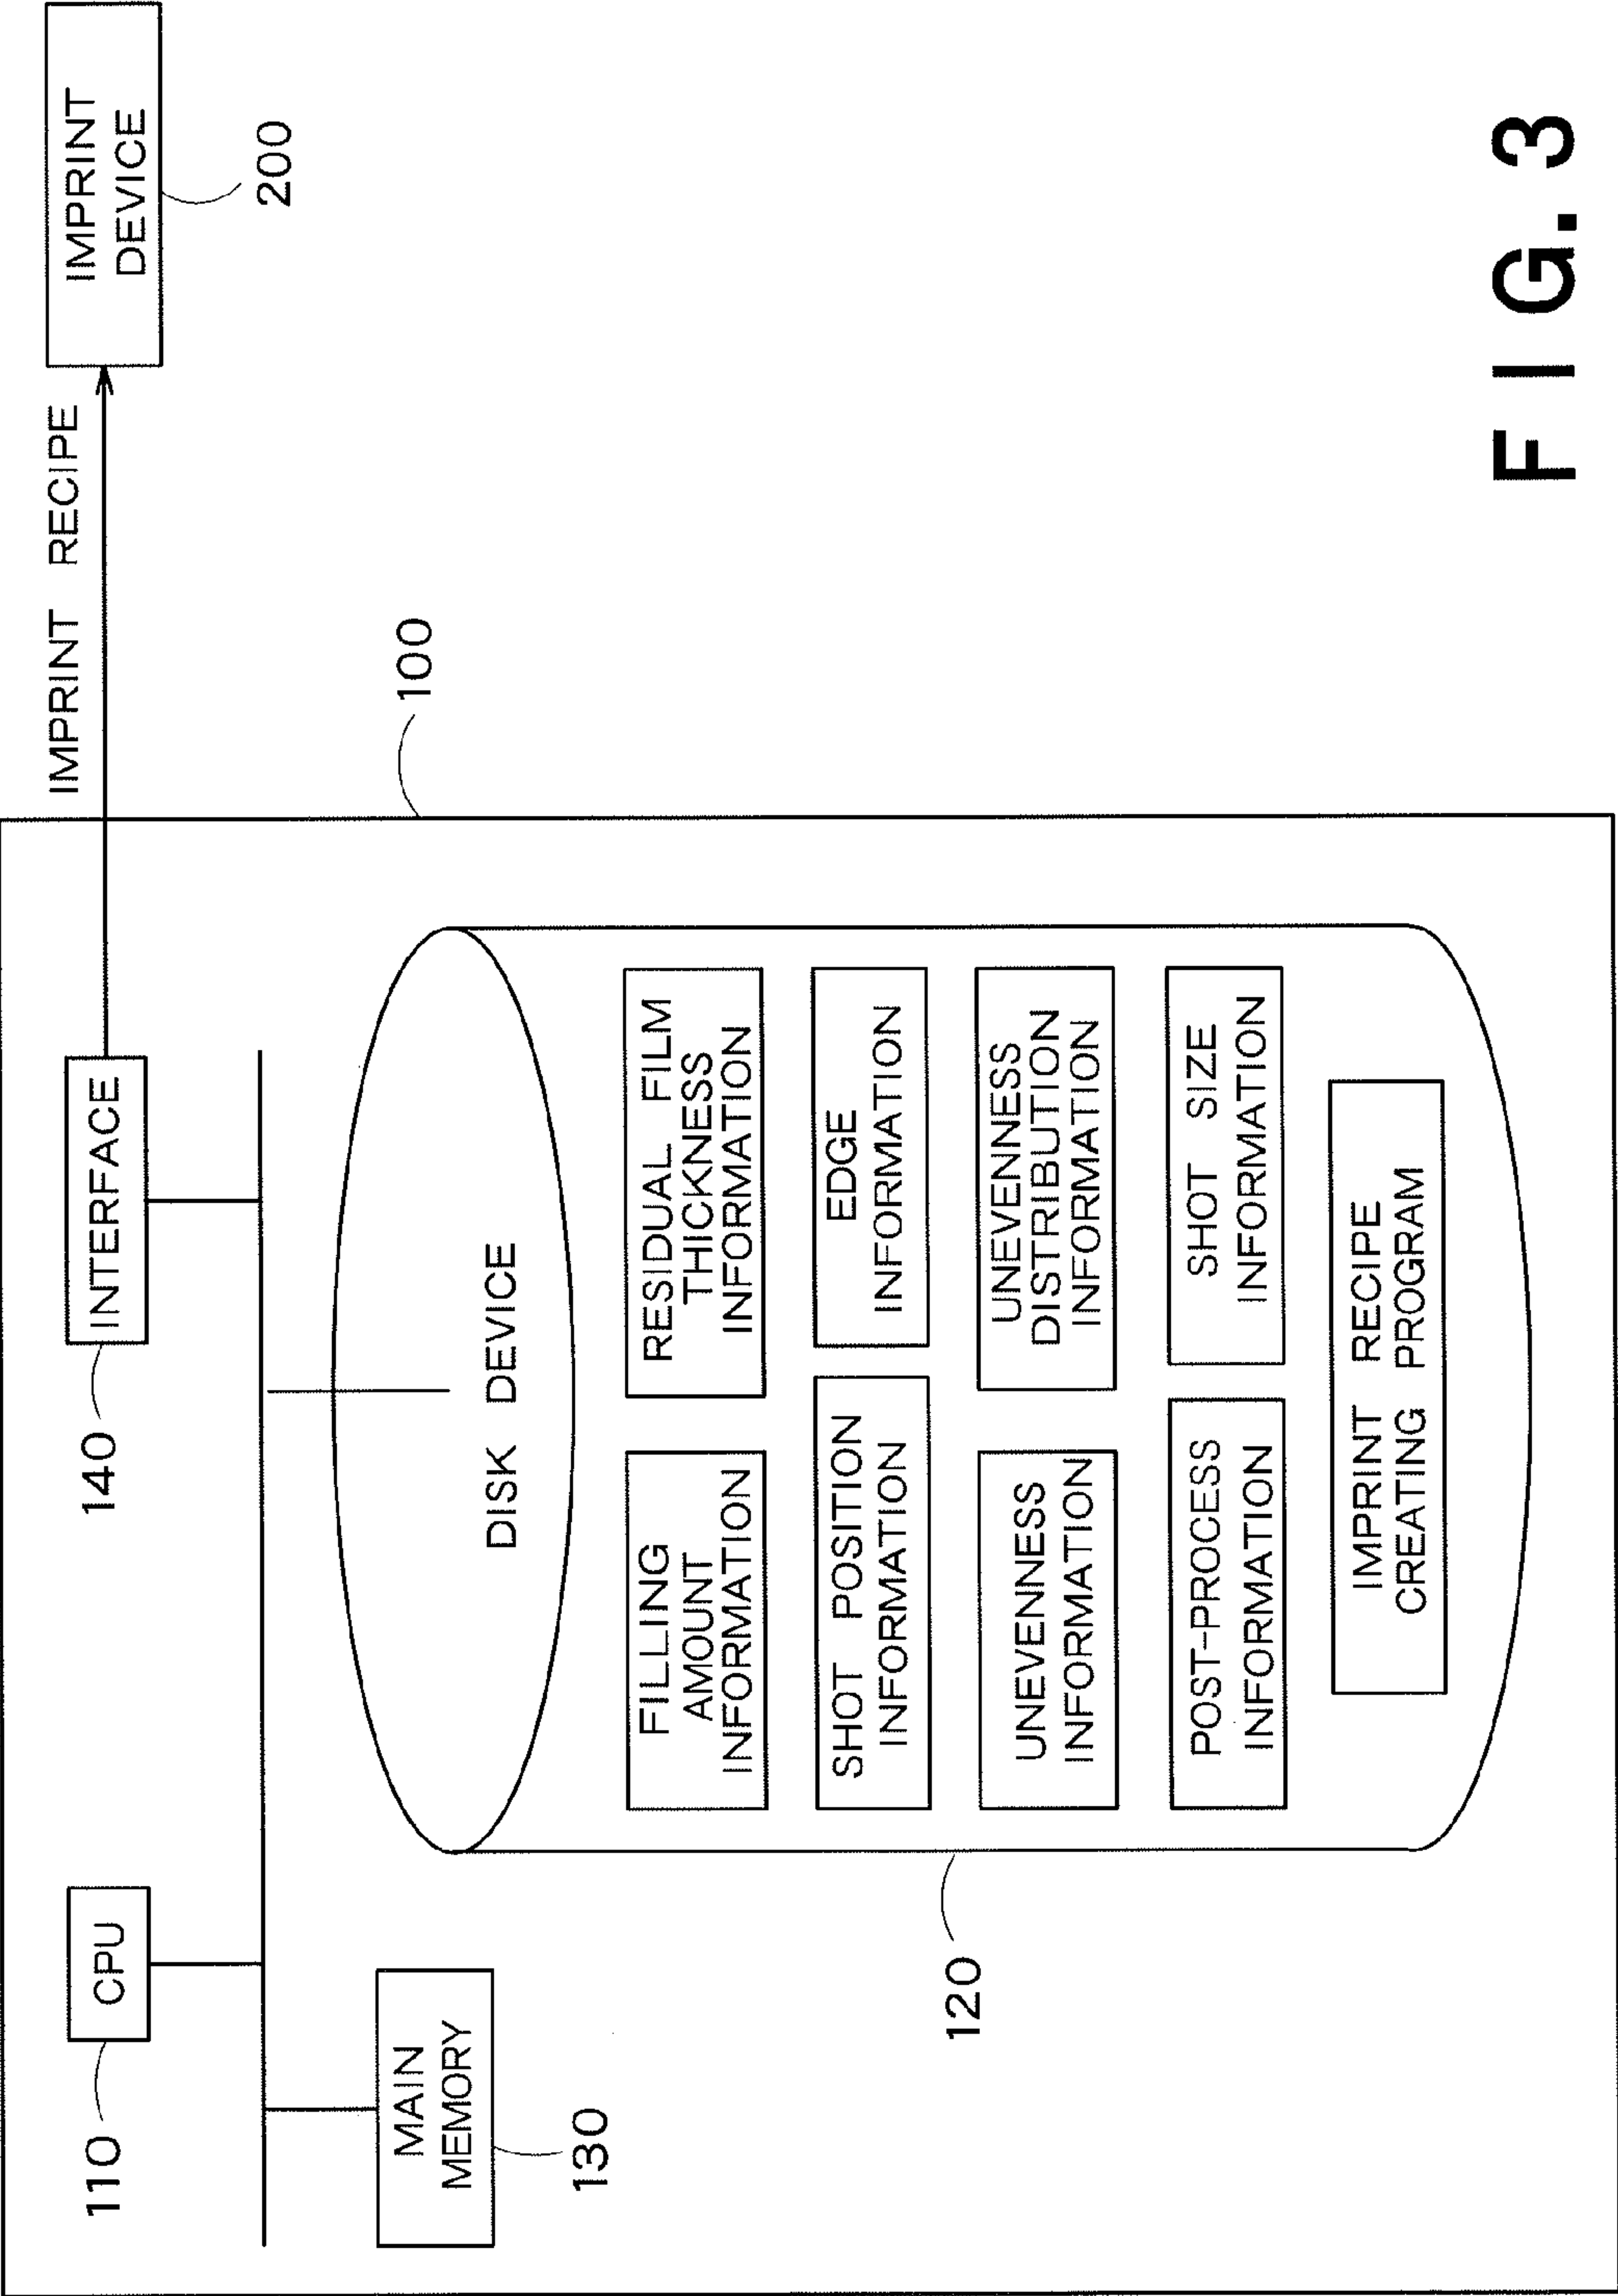 110
CPU
140
INTERFACE
IMPRINT RECIPE
IMPRINT
DEVICE
200
MAIN
MEMORY
130
100
DISK DEVICE
120
FILLING
AMOUNT
INFORMATION
RESIDUAL FILM
THICKNESS
INFORMATION
SHOT POSITION
INFORMATION
EDGE
INFORMATION
UNEVENNESS
INFORMATION
UNEVENNESS
DISTRIBUTION
INFORMATION
POST-PROCESS
INFORMATION
SHOT SIZE
INFORMATION
IMPRINT RECIPE
CREATING PROGRAM
FIG. 3